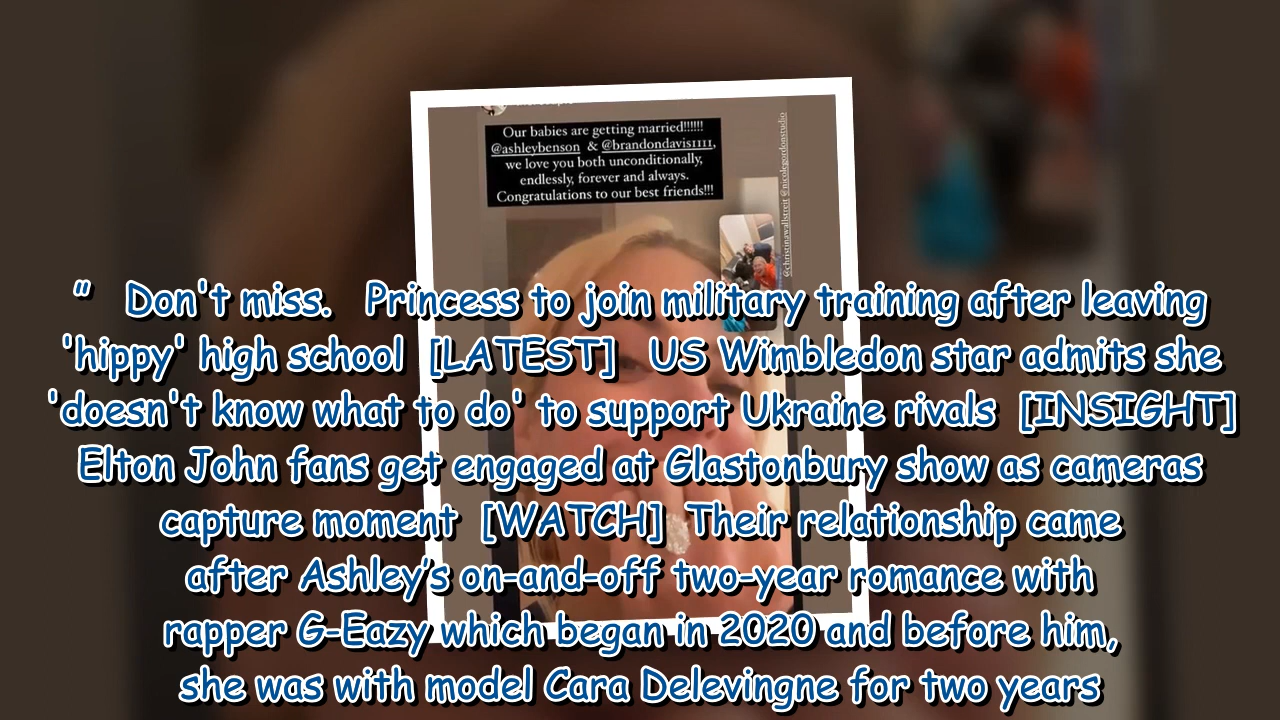 Our babies are getting married!!!!!!
@ashleybenson & @brandondavis1111,
we love you both unconditionally,
endlessly, forever and always.
Congratulations to our best friends!!!
@christinawallstreit @nicolegordonstudio
” Don't miss. Princess to join military training after leaving
'hippy' high school [LATEST] US Wimbledon star admits she
'doesn't know what to do' to support Ukraine rivals [INSIGHT]
Elton John fans get engaged at Glastonbury show as cameras
capture moment [WATCH] Their relationship came
after Ashley’s on-and-off two-year romance with
rapper G-Eazy which began in 2020 and before him,
she was with model Cara Delevingne for two years